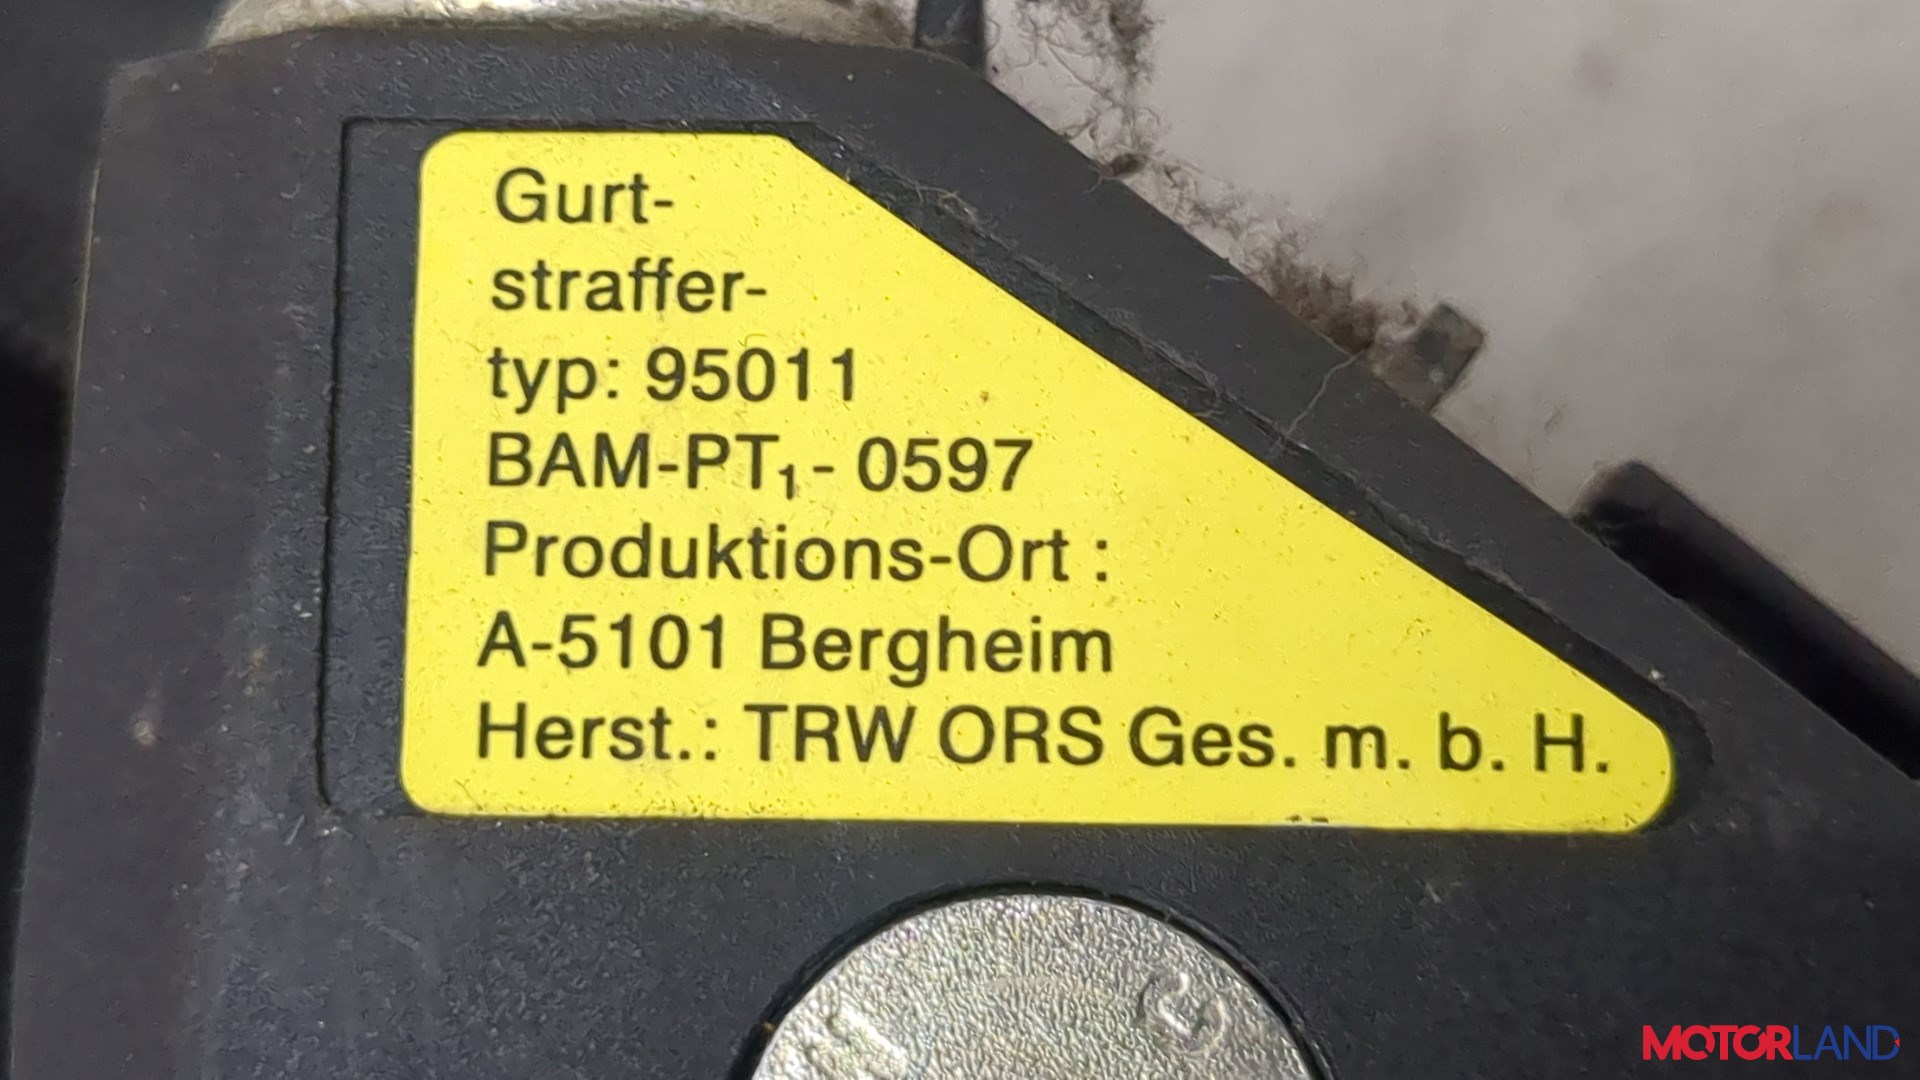 Gurt-
straffer-
typ: 95011
BAM-PT₁- 0597
Produktions-Ort :
A-5101 Bergheim
Herst.: TRW ORS Ges. m. b. H.
MOTORLAND